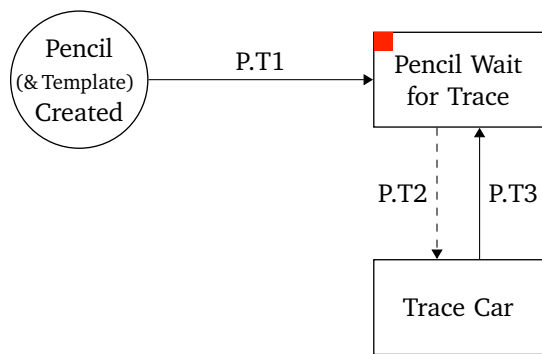 Pencil
(& Template)
Created
P.T1
Pencil Wait
for Trace
P.T2
P.T3
Trace Car